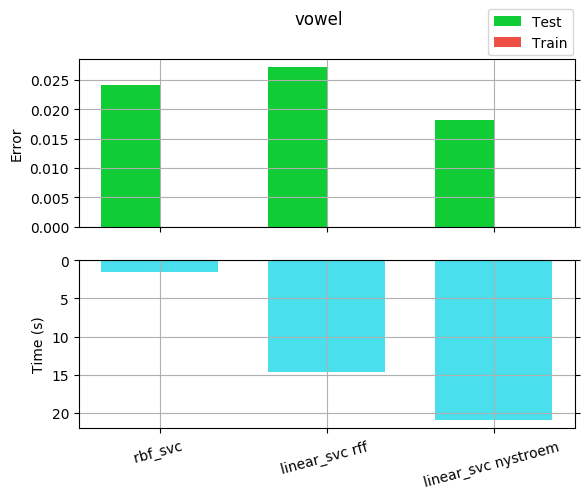 vowel
Test
Train
Error
0.025
0.020
0.015
0.010
0.005
0.000
Time (s)
0
5
10
15
20
rbf_svc
linear_svc rff
linear_svc nystroem